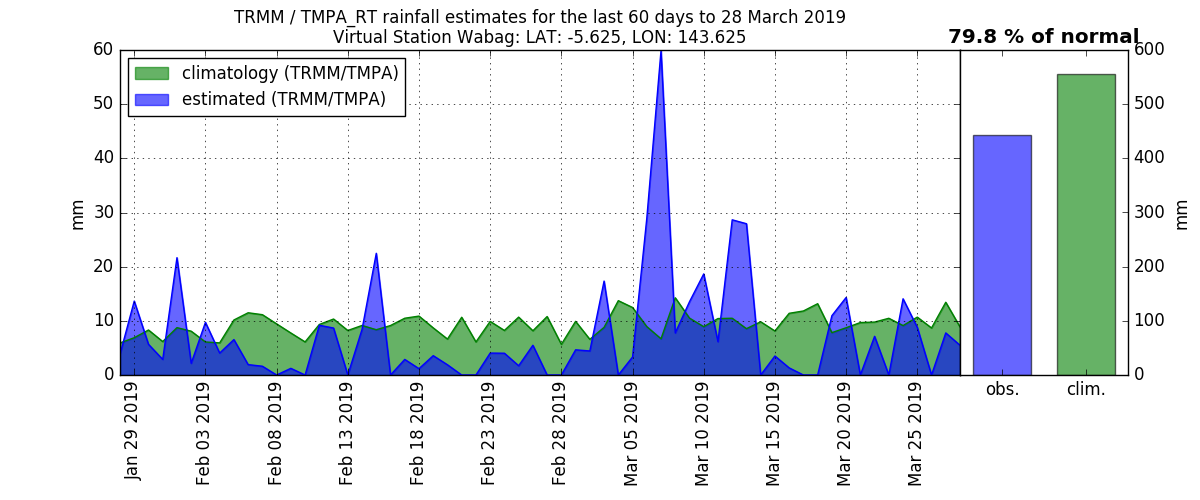 TRMM / TMPA_RT rainfall estimates for the last 60 days to 28 March 2019
Virtual Station Wabag: LAT: -5.625, LON: 143.625
79.8 % of normal
climatology (TRMM/TMPA)
estimated (TRMM/TMPA)
60
50
40
30
20
10
0
mm
600
500
400
300
200
100
0
mm
obs.
clim.
Jan 29 2019
Feb 03 2019
Feb 08 2019
Feb 13 2019
Feb 18 2019
Feb 23 2019
Feb 28 2019
Mar 05 2019
Mar 10 2019
Mar 15 2019
Mar 20 2019
Mar 25 2019